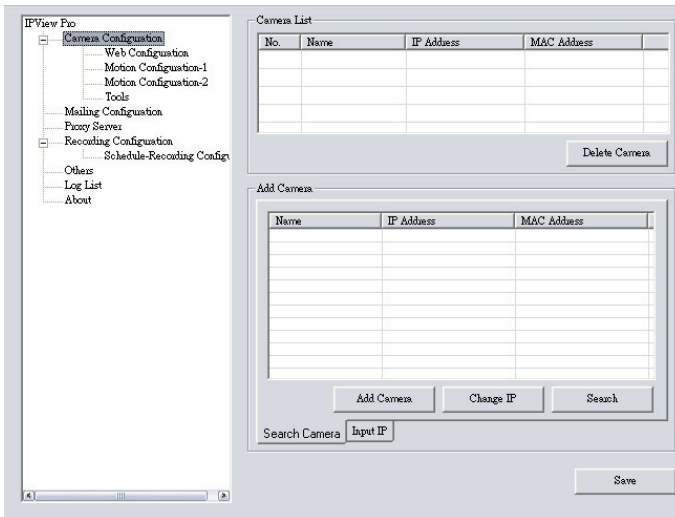 IPView Pro
Camera Configuration
Web Configuration
Motion Configuration-1
Motion Configuration-2
Tools
Mailing Configuration
Proxy Server
Recording Configuration
Schedule-Recording Configu
Others
Log List
About
Camera List
No. Name IP Address MAC Address
Delete Camera
Add Camera
Name IP Address MAC Address
Add Camera Change IP Search
Search Camera Input IP
Save